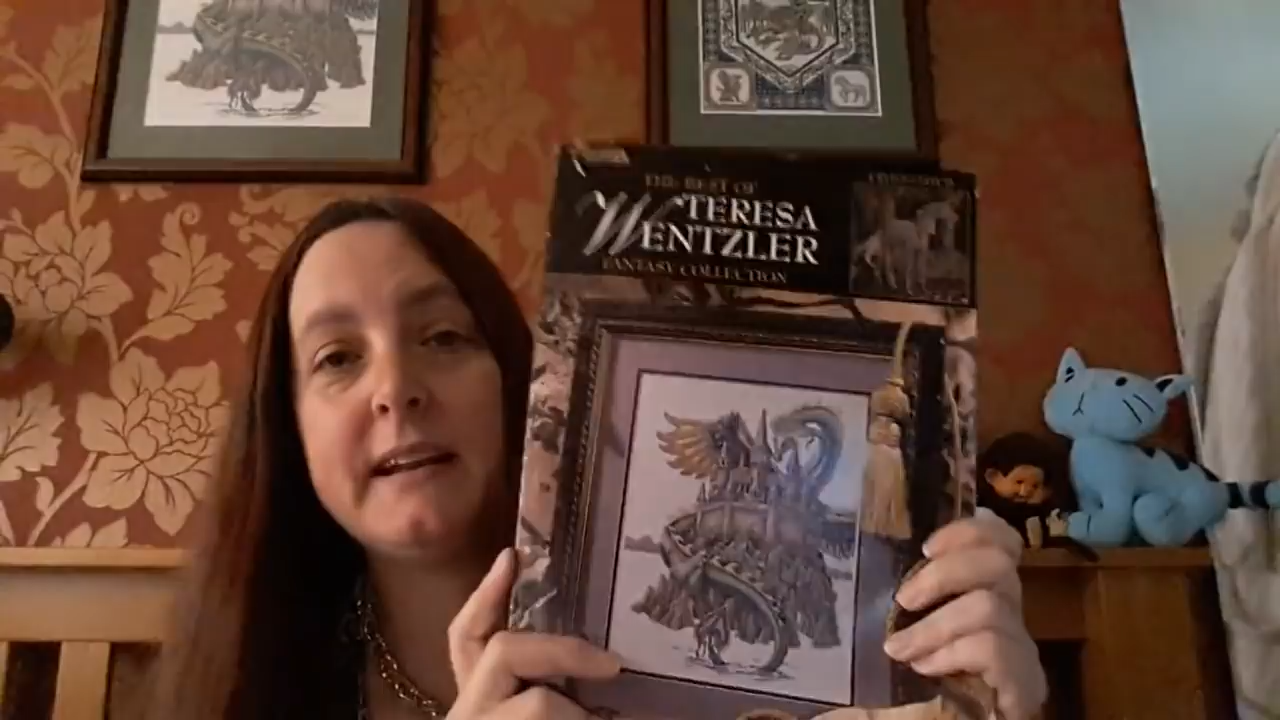 THE BEST OF
TERESA
WENTZLER
FANTASY COLLECTION